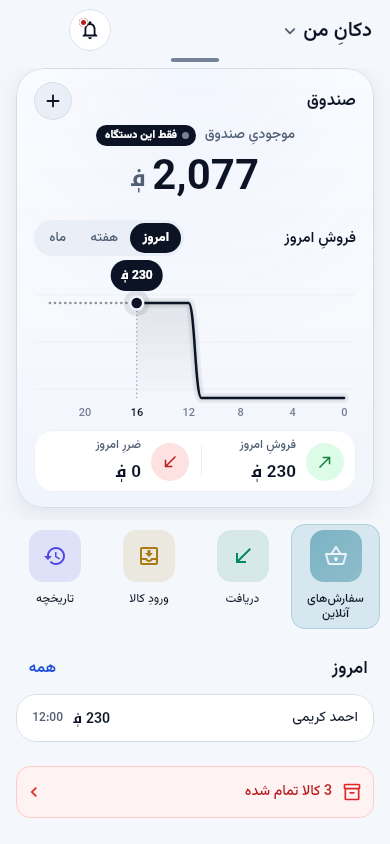 دکانِ من
صندوق
موجودیِ صندوق
فقط این دستگاه
2,077 ؋
فروشِ امروز
امروز
هفته
ماه
230 ؋
0 4 8 12 16 20
فروشِ امروز
230 ؋
ضررِ امروز
0 ؋
سفارش‌های آنلاین
دریافت
ورودِ کالا
تاریخچه
امروز
همه
احمد کریمی
230 ؋
12:00
3 کالا تمام شده